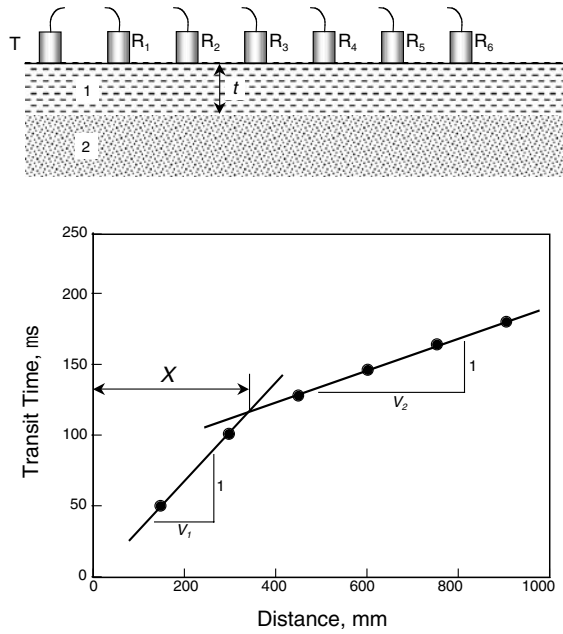 T R1 R2 R3 R4 R5 R6
1
t
2
250
200
150
100
50
0
X
1
V2
1
V1
0 200 400 600 800 1000
Transit Time, ms
Distance, mm